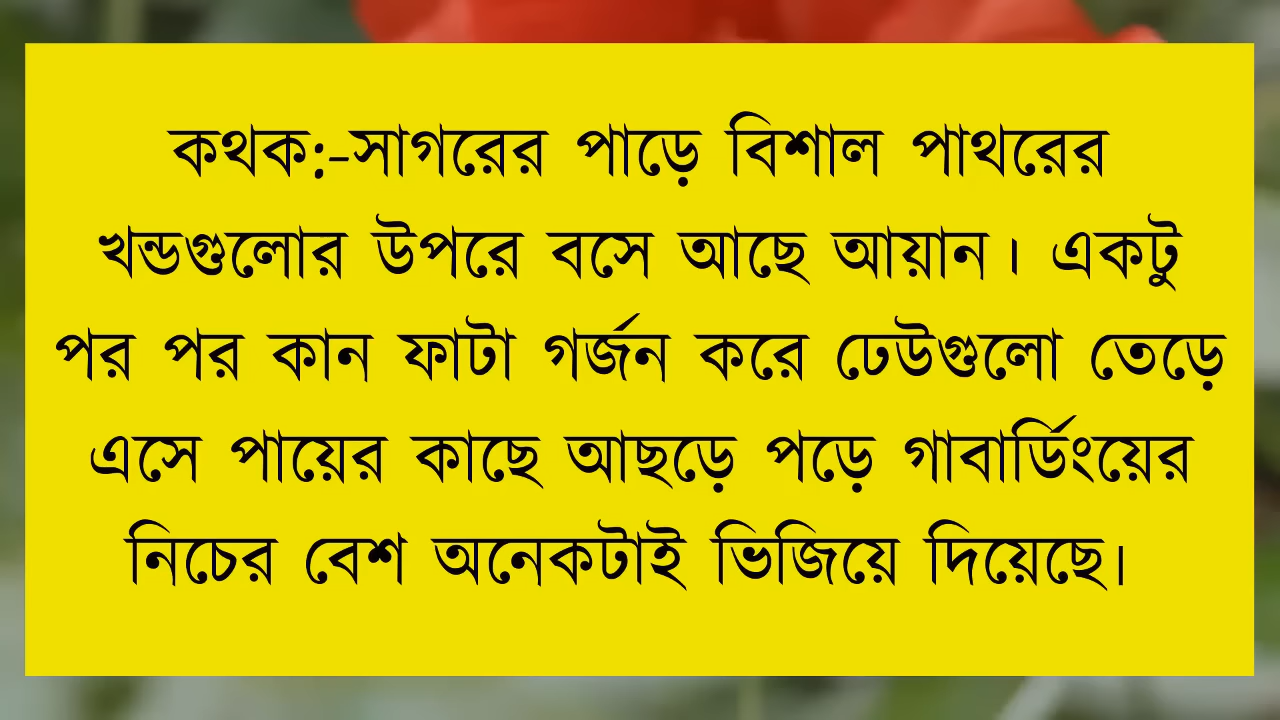 কথক:-সাগরের পাড়ে বিশাল পাথরের
খন্ডগুলোর উপরে বসে আছে আয়ান। একটু
পর পর কান ফাটা গর্জন করে ঢেউগুলো তেড়ে
এসে পায়ের কাছে আছড়ে পড়ে গাবার্ডিংয়ের
নিচের বেশ অনেকটাই ভিজিয়ে দিয়েছে।